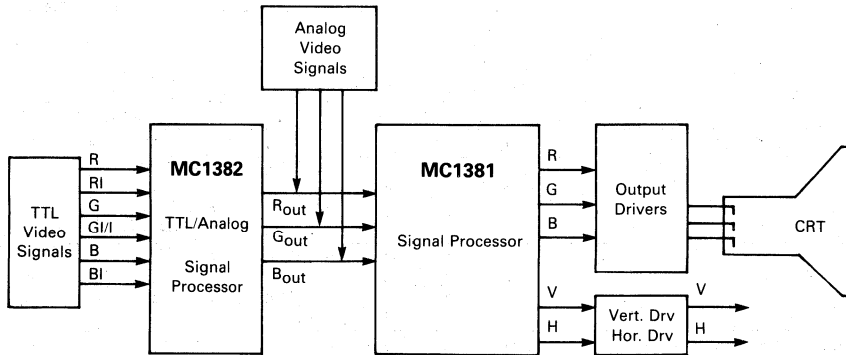 Analog
Video
Signals
TTL
Video
Signals
R
RI
G
GI/I
B
BI
MC1382
TTL/Analog
Signal
Processor
Rout
Gout
Bout
MC1381
Signal Processor
R
G
B
V
H
Output
Drivers
CRT
Vert. Drv
Hor. Drv
V
H